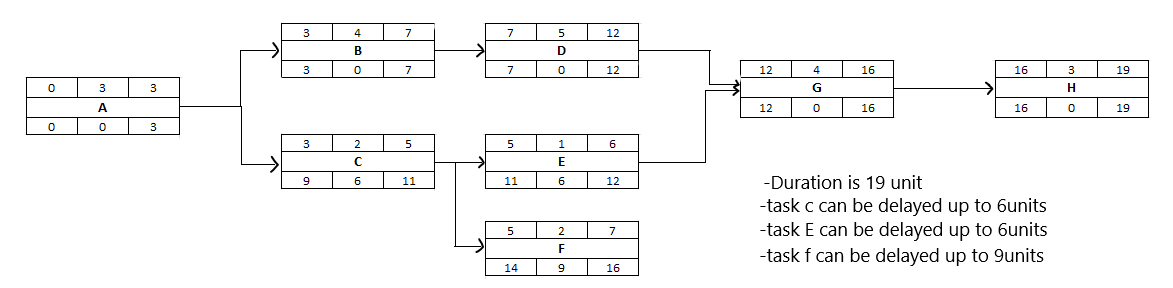 0 3 3
A
0 0 3
3 4 7
B
3 0 7
7 5 12
D
7 0 12
3 2 5
C
9 6 11
5 1 6
E
11 6 12
5 2 7
F
14 9 16
12 4 16
G
12 0 16
16 3 19
H
16 0 19
-Duration is 19 unit
-task c can be delayed up to 6units
-task E can be delayed up to 6units
-task f can be delayed up to 9units